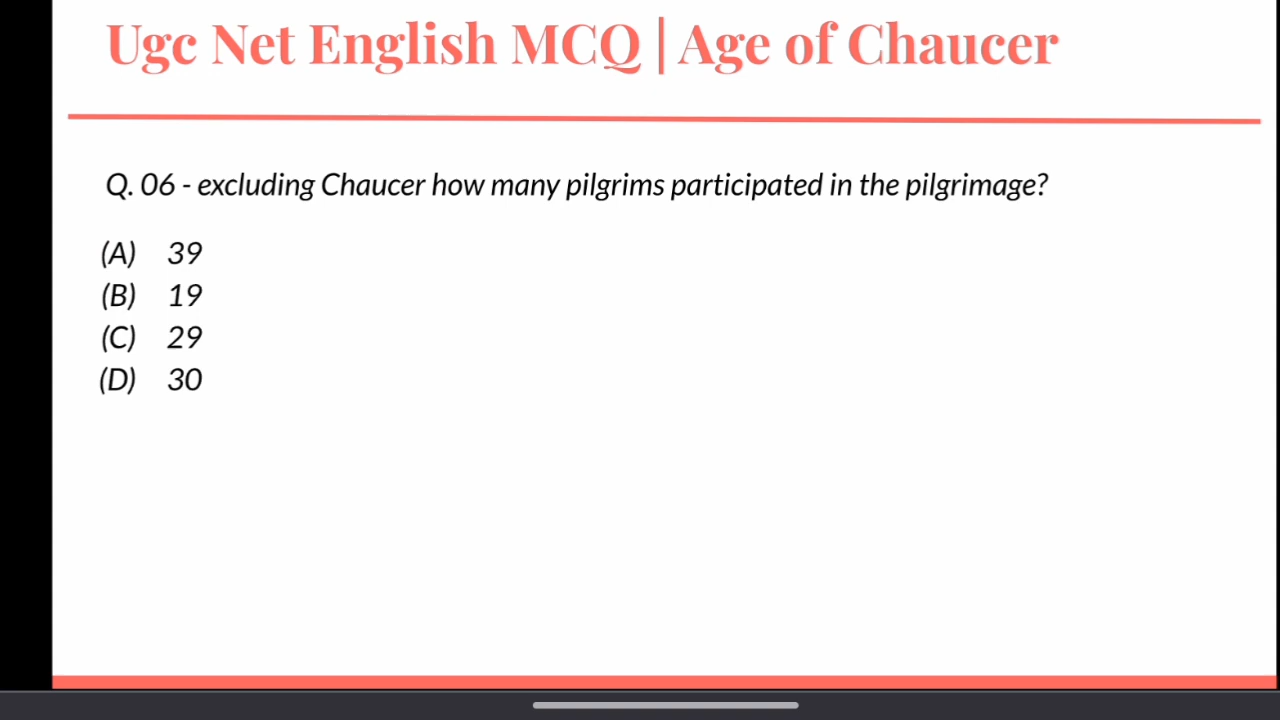 Ugc Net English MCQ | Age of Chaucer
Q. 06 - excluding Chaucer how many pilgrims participated in the pilgrimage?
(A) 39
(B) 19
(C) 29
(D) 30